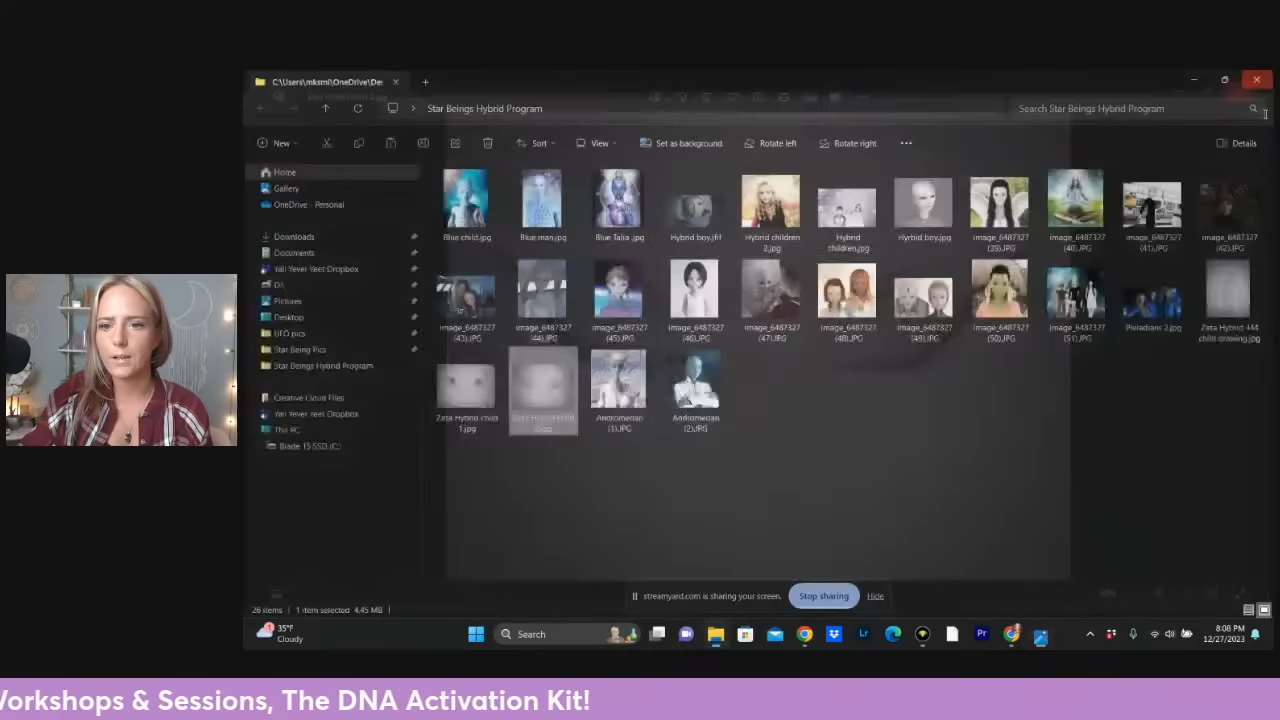 C:\Users\mksml\OneDrive\Des
Star Beings Hybrid Program
Search Star Beings Hybrid Program
New
Sort
View
Set as background
Rotate left
Rotate right
Details
Home
Gallery
OneDrive - Personal
Downloads
Documents
Yall Yever Yeet Dropbox
D:\
Pictures
Desktop
UFO pics
Star Being Pics
Star Beings Hybrid Program
Creative Cloud Files
Yall Yever Yeet Dropbox
This PC
Blade 15 SSD (C:)
Blue child.jpg
Blue man.jpg
Blue Talia .jpg
Hybrid boy.jfif
Hybrid children
2.jpg
Hybrid
children.jpg
Hyrbid boy.jpg
image_6487327
(39).JPG
image_6487327
(40).JPG
image_6487327
(41).JPG
image_6487327
(42).JPG
image_6487327
(43).JPG
image_6487327
(44).JPG
image_6487327
(45).JPG
image_6487327
(46).JPG
image_6487327
(47).JPG
image_6487327
(48).JPG
image_6487327
(49).JPG
image_6487327
(50).JPG
image_6487327
(51).JPG
Pleiadians 2.jpg
Zeta Hybrid 444
child drawing.jpg
Zeta Hybrid child
1.jpg
Andromedan
(1).JPG
Andromedan
(2).JPG
streamyard.com is sharing your screen.
Stop sharing
Hide
26 items
1 item selected 4.45 MB
35°F
Cloudy
Search
Lr
Pr
8:08 PM
12/27/2023
Workshops & Sessions, The DNA Activation Kit!